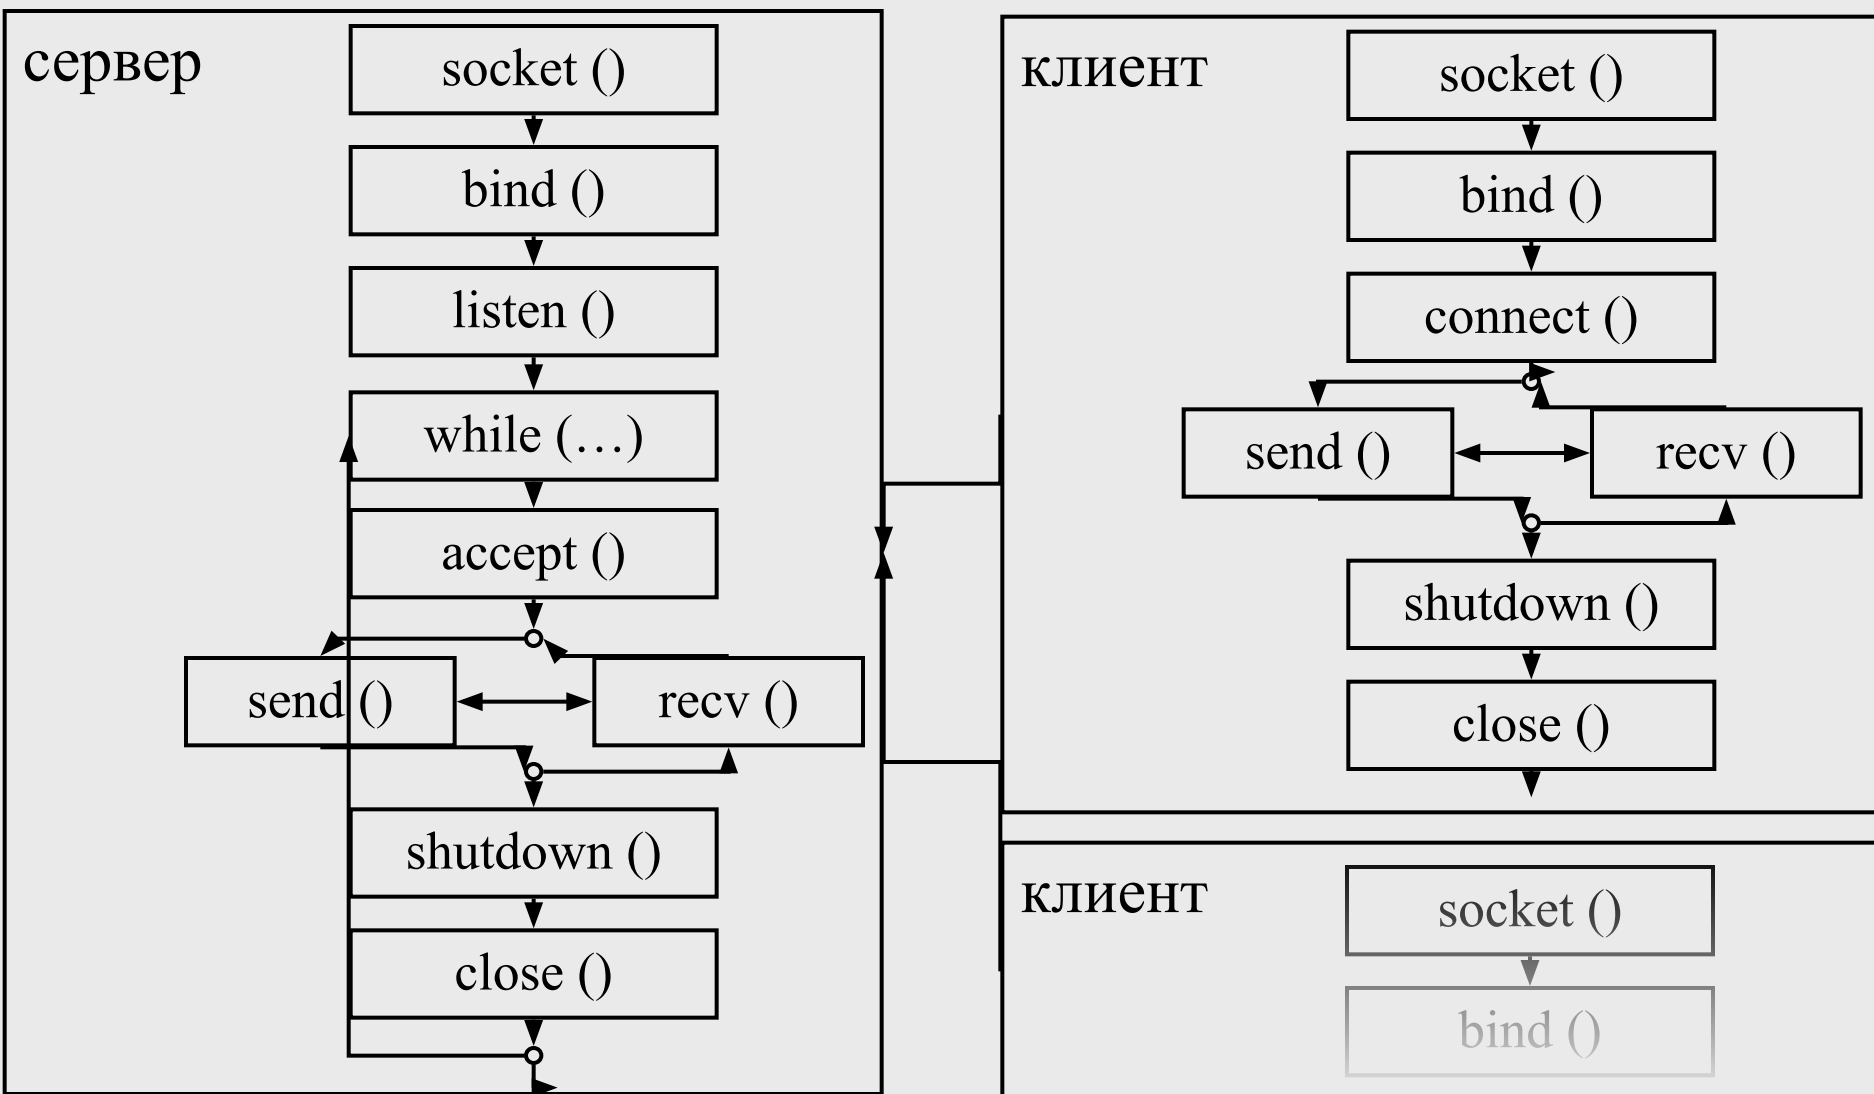 сервер
socket ()
bind ()
listen ()
while (…)
accept ()
send ()
recv ()
shutdown ()
close ()
клиент
socket ()
bind ()
connect ()
send ()
recv ()
shutdown ()
close ()
клиент
socket ()
bind ()